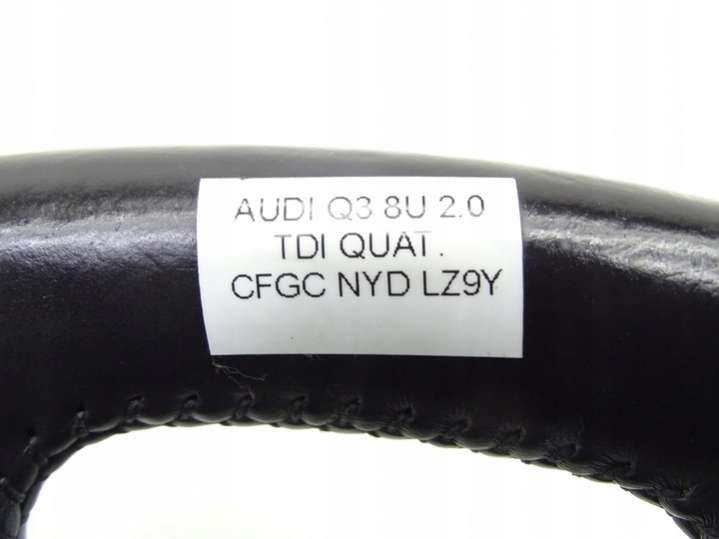 AUDI Q3 8U 2.0
TDI QUAT.
CFGC NYD LZ9Y